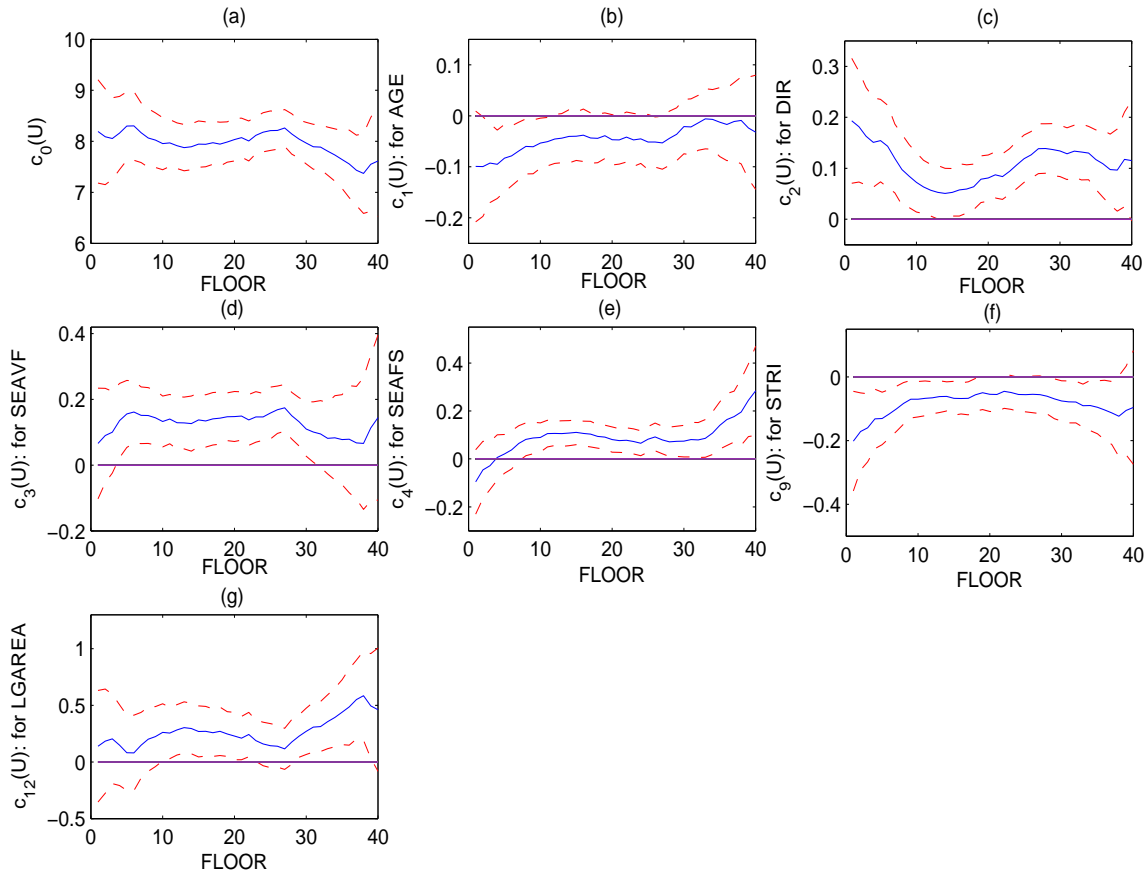 (a)
10
9
8
7
6
c0(U)
0 10 20 30 40
FLOOR
(b)
0.1
0
−0.1
−0.2
c1(U): for AGE
0 10 20 30 40
FLOOR
(c)
0.3
0.2
0.1
0
c2(U): for DIR
0 10 20 30 40
FLOOR
(d)
0.4
0.2
0
−0.2
c3(U): for SEAVF
0 10 20 30 40
FLOOR
(e)
0.4
0.2
0
−0.2
c4(U): for SEAFS
0 10 20 30 40
FLOOR
(f)
0
−0.2
−0.4
c9(U): for STRI
0 10 20 30 40
FLOOR
(g)
1
0.5
0
−0.5
c12(U): for LGAREA
0 10 20 30 40
FLOOR